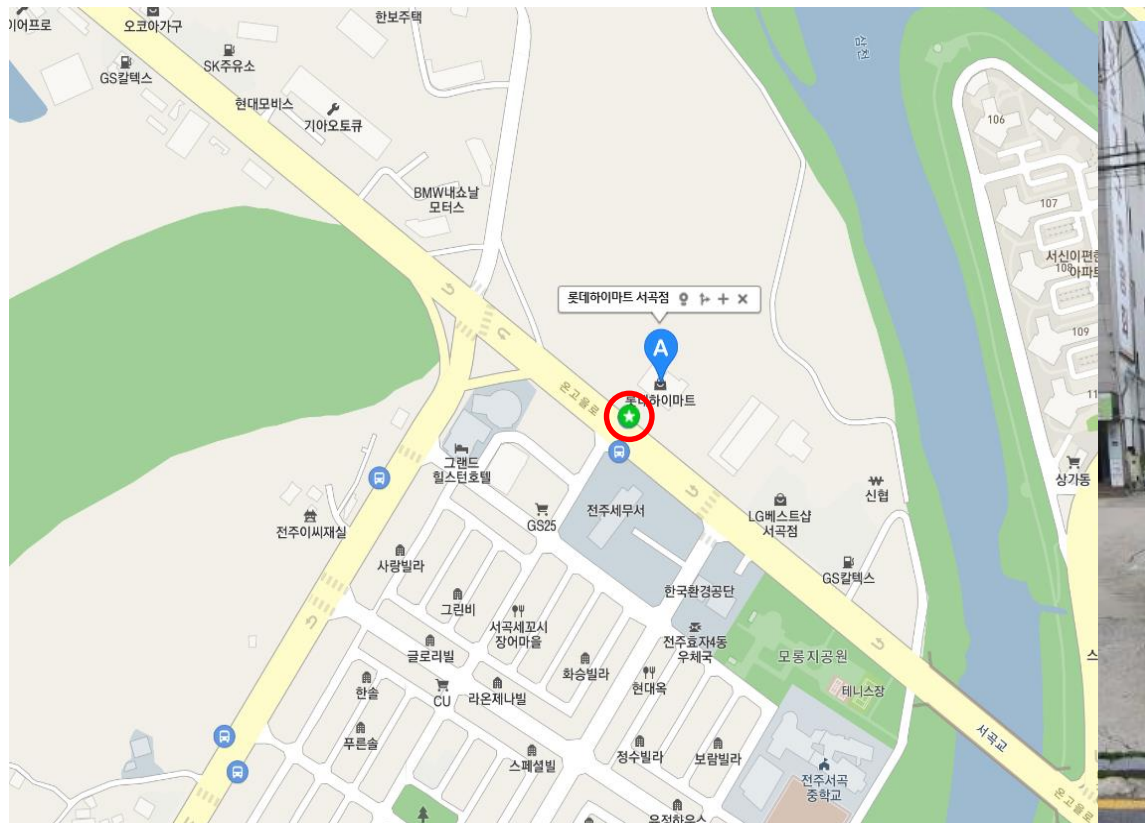 이어프로
오코아가구
한보주택
GS칼텍스
SK주유소
현대모비스
기아오토큐
BMW내쇼날
모터스
삼천
106
107
서신이편한
108
아파트
109
11
롯데하이마트 서곡점
A
롯데하이마트
온고을로
그랜드
힐스턴호텔
전주이씨재실
GS25
전주세무서
LG베스트샵
서곡점
신협
상가동
GS칼텍스
사랑빌라
그린비
서곡세꼬시
장어마을
한국환경공단
전주효자4동
우체국
모롱지공원
테니스장
글로리빌
화승빌라
현대옥
한솔
CU
라온제나빌
푸른솔
스페셜빌
정수빌라
보람빌라
서곡교
전주서곡
중학교
우정하우스
온고을로